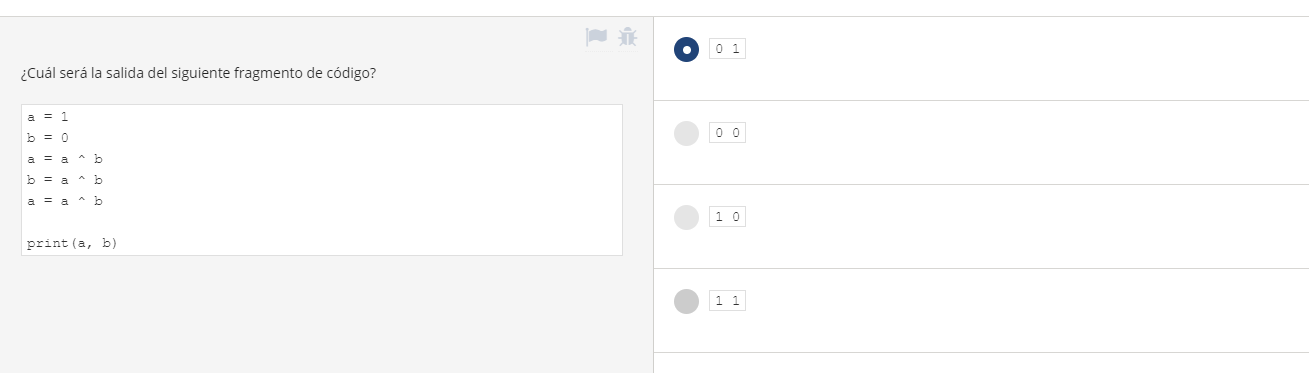 ¿Cuál será la salida del siguiente fragmento de código?
a = 1
b = 0
a = a ^ b
b = a ^ b
a = a ^ b
print(a, b)
0 1
0 0
1 0
1 1